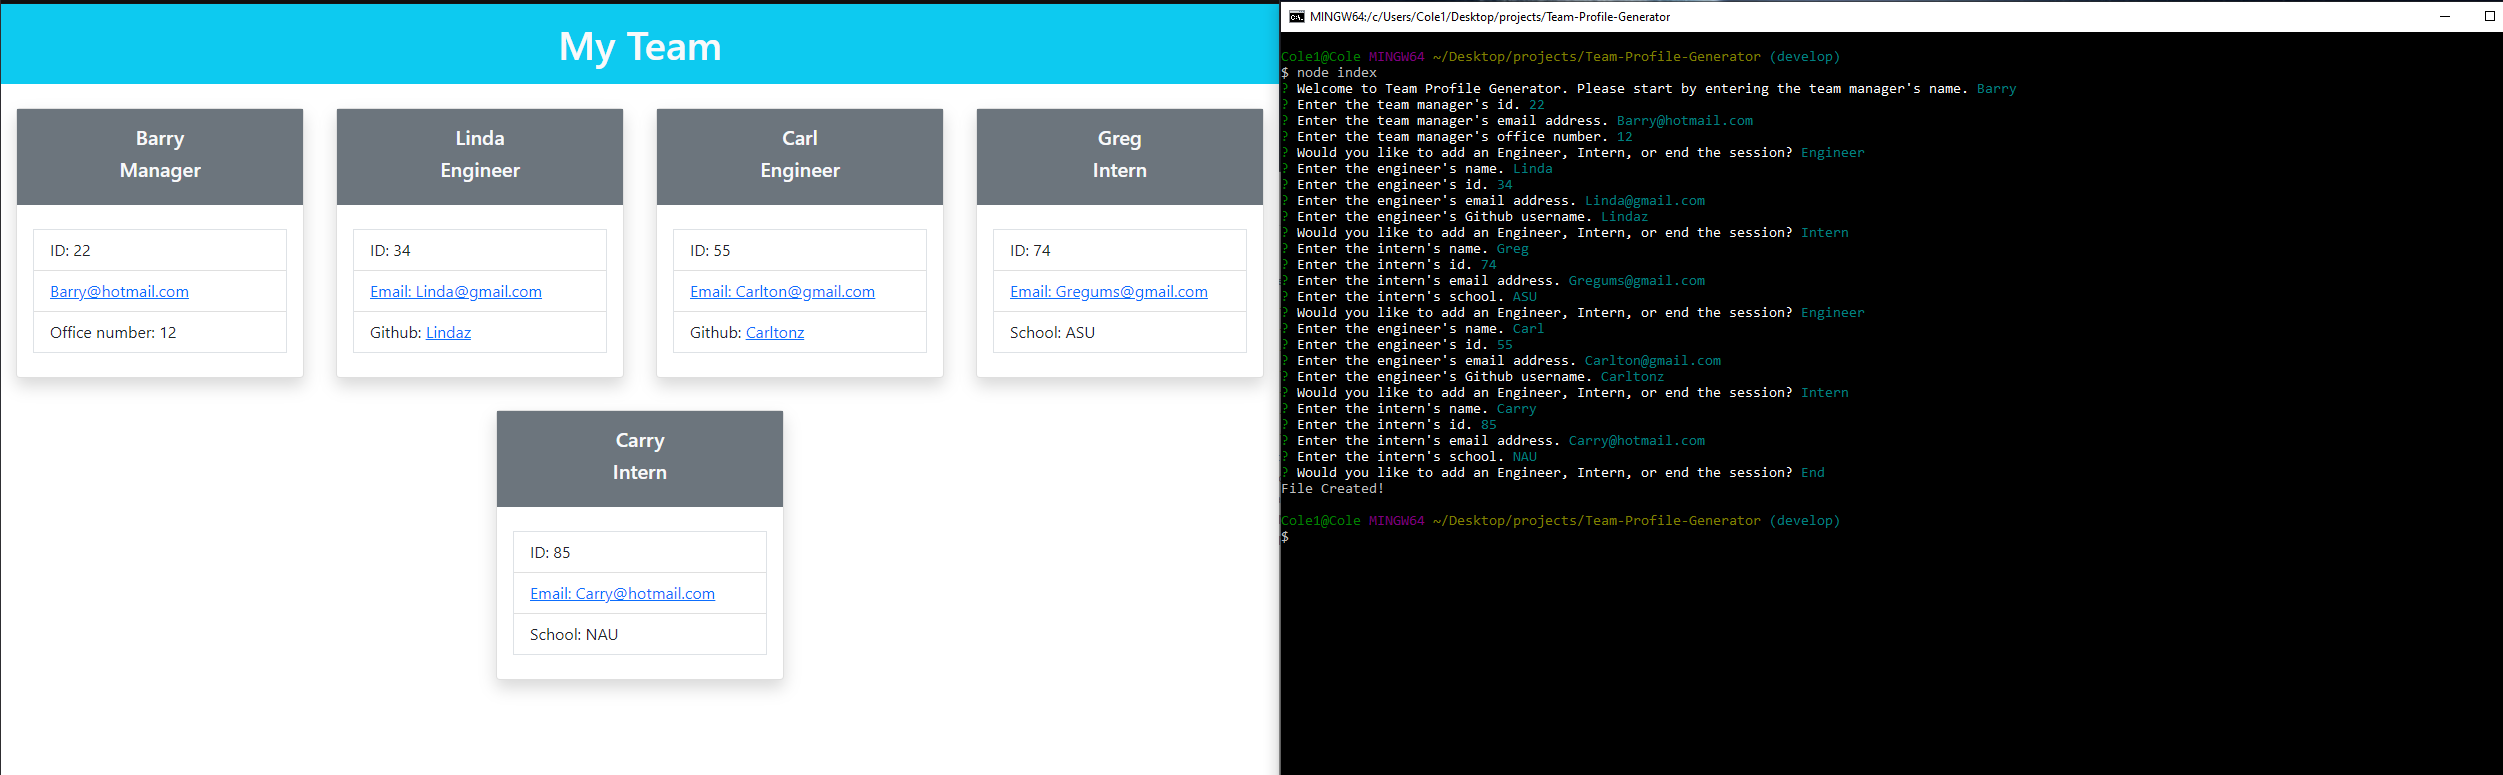 My Team
Barry
Manager
ID: 22
Barry@hotmail.com
Office number: 12
Linda
Engineer
ID: 34
Email: Linda@gmail.com
Github: Lindaz
Carl
Engineer
ID: 55
Email: Carlton@gmail.com
Github: Carltonz
Greg
Intern
ID: 74
Email: Gregums@gmail.com
School: ASU
Carry
Intern
ID: 85
Email: Carry@hotmail.com
School: NAU
MINGW64:/c/Users/Cole1/Desktop/projects/Team-Profile-Generator
Cole1@Cole MINGW64 ~/Desktop/projects/Team-Profile-Generator (develop)
$ node index
? Welcome to Team Profile Generator. Please start by entering the team manager's name. Barry
? Enter the team manager's id. 22
? Enter the team manager's email address. Barry@hotmail.com
? Enter the team manager's office number. 12
? Would you like to add an Engineer, Intern, or end the session? Engineer
? Enter the engineer's name. Linda
? Enter the engineer's id. 34
? Enter the engineer's email address. Linda@gmail.com
? Enter the engineer's Github username. Lindaz
? Would you like to add an Engineer, Intern, or end the session? Intern
? Enter the intern's name. Greg
? Enter the intern's id. 74
? Enter the intern's email address. Gregums@gmail.com
? Enter the intern's school. ASU
? Would you like to add an Engineer, Intern, or end the session? Engineer
? Enter the engineer's name. Carl
? Enter the engineer's id. 55
? Enter the engineer's email address. Carlton@gmail.com
? Enter the engineer's Github username. Carltonz
? Would you like to add an Engineer, Intern, or end the session? Intern
? Enter the intern's name. Carry
? Enter the intern's id. 85
? Enter the intern's email address. Carry@hotmail.com
? Enter the intern's school. NAU
? Would you like to add an Engineer, Intern, or end the session? End
File Created!
Cole1@Cole MINGW64 ~/Desktop/projects/Team-Profile-Generator (develop)
$